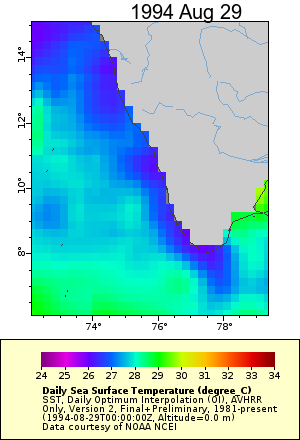 1994 Aug 29
14°
12°
10°
8°
74° 76° 78°
24 25 26 27 28 29 30 31 32 33 34
Daily Sea Surface Temperature (degree_C)
SST, Daily Optimum Interpolation (OI), AVHRR
Only, Version 2, Final+Preliminary, 1981-present
(1994-08-29T00:00:00Z, Altitude=0.0 m)
Data courtesy of NOAA NCEI